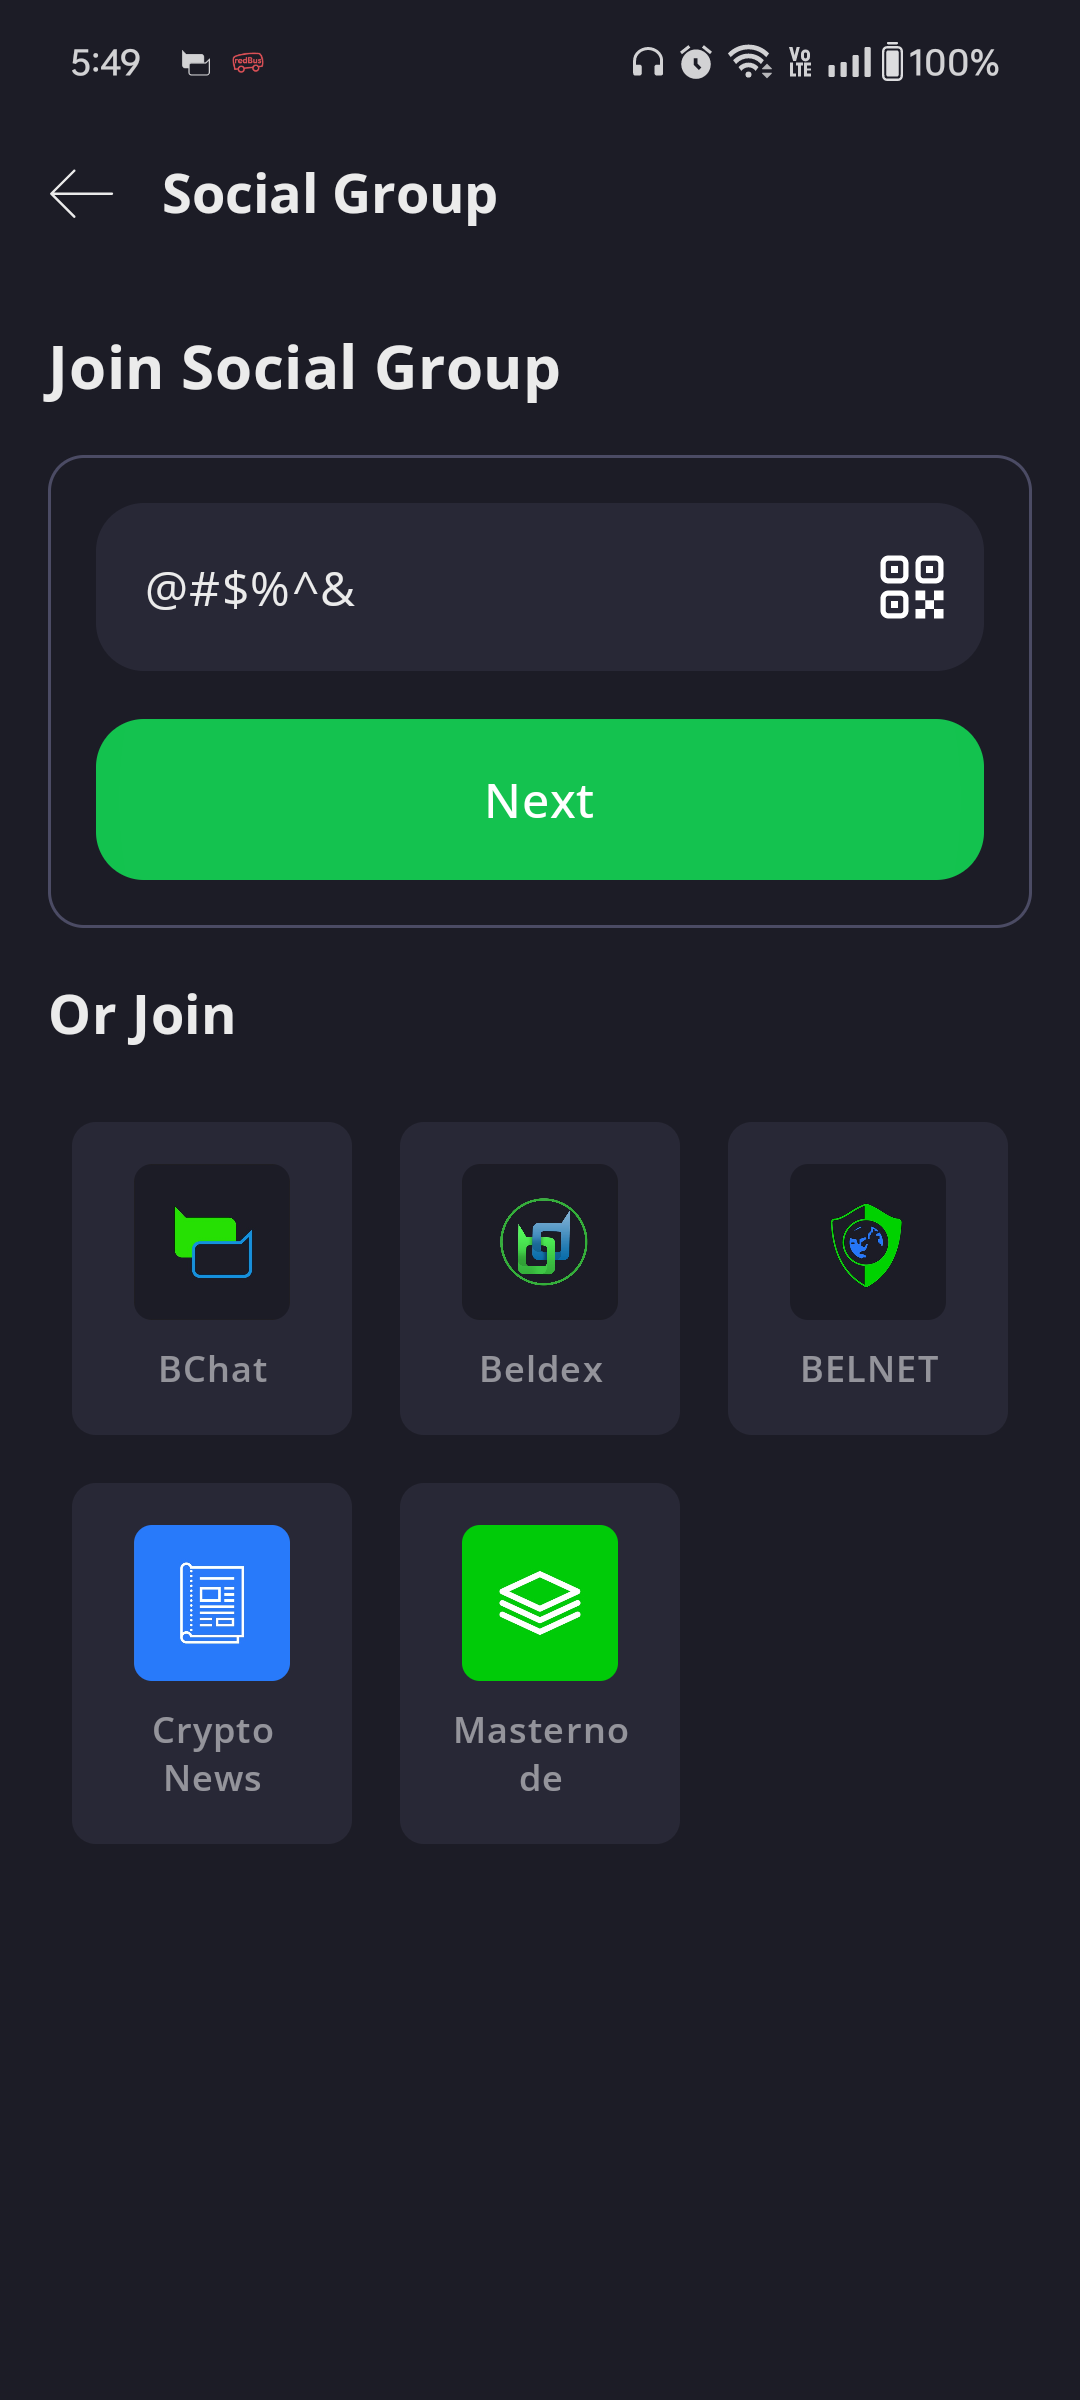 5:49 redBus Vo LTE 100%
Social Group
Join Social Group
@#$%^&
Next
Or Join
BChat Beldex BELNET
Crypto
News
Masterno
de